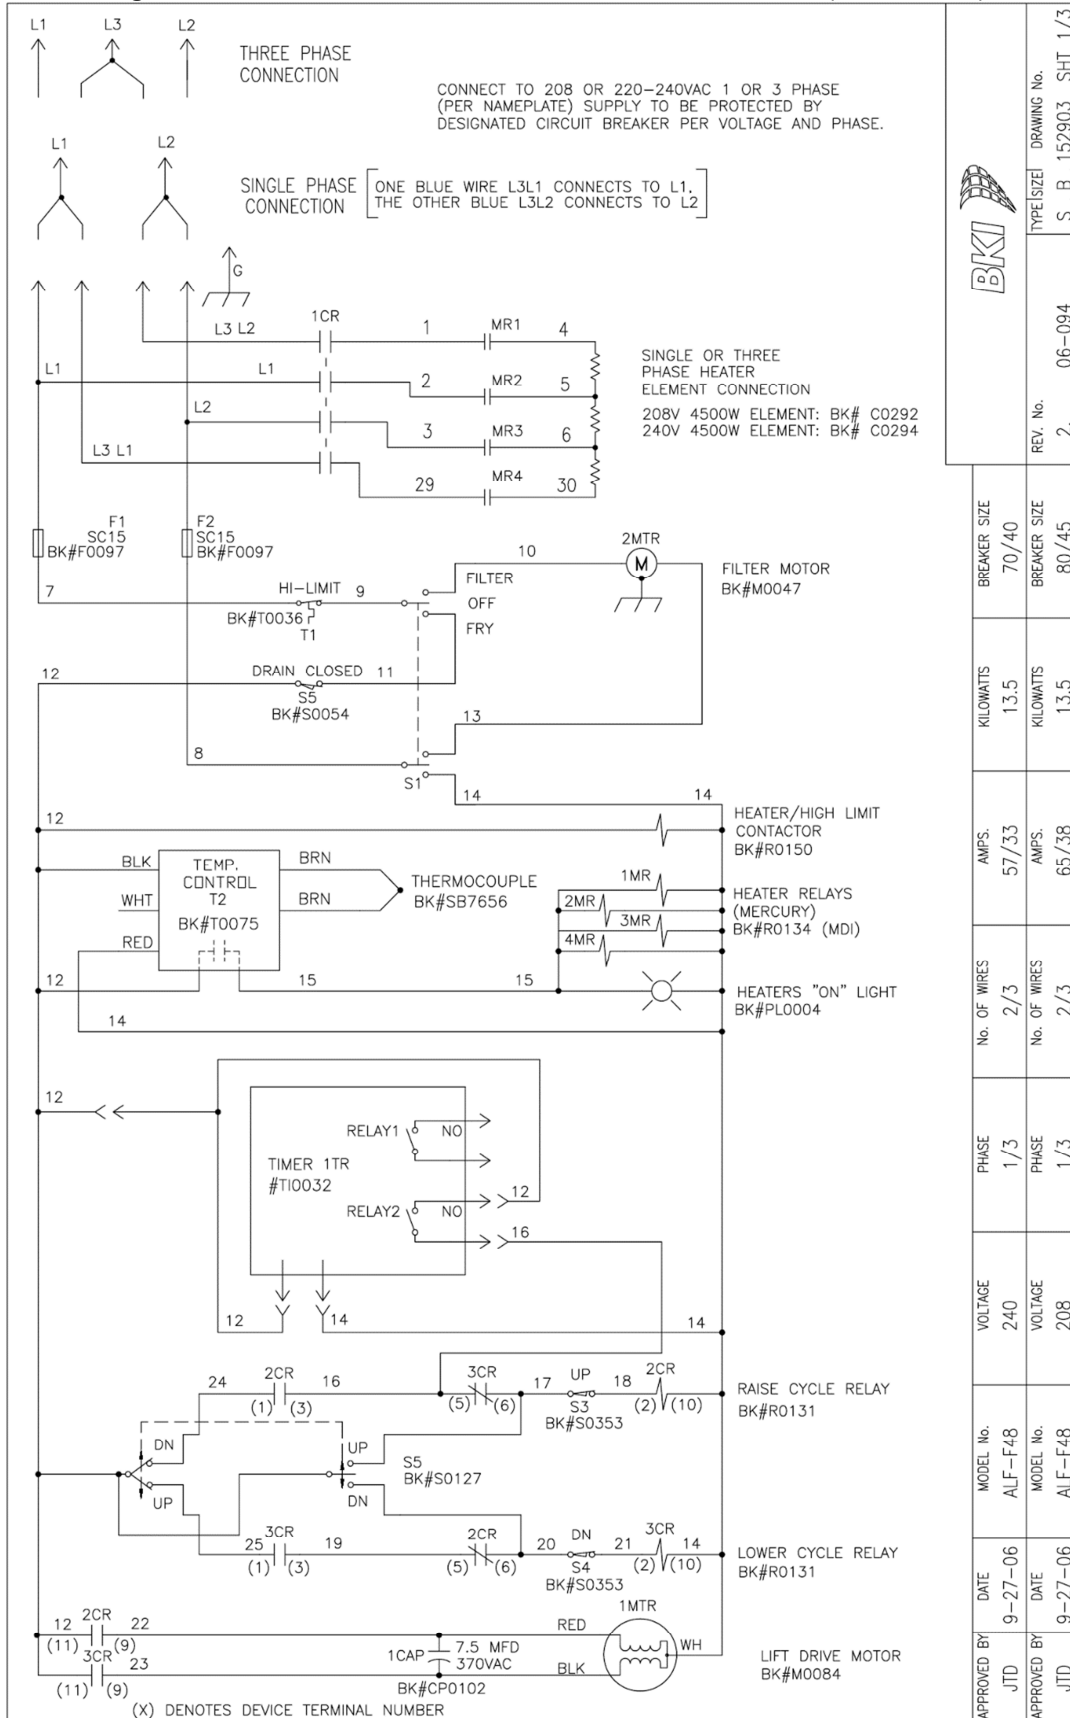 L1
L3
L2
THREE PHASE
CONNECTION
CONNECT TO 208 OR 220-240VAC 1 OR 3 PHASE
(PER NAMEPLATE) SUPPLY TO BE PROTECTED BY
DESIGNATED CIRCUIT BREAKER PER VOLTAGE AND PHASE.
L1
L2
SINGLE PHASE
CONNECTION
ONE BLUE WIRE L3L1 CONNECTS TO L1.
THE OTHER BLUE L3L2 CONNECTS TO L2
G
L3 L2
1CR
1
MR1
4
L1
L1
2
MR2
5
L2
3
MR3
6
L3 L1
29
MR4
30
SINGLE OR THREE
PHASE HEATER
ELEMENT CONNECTION
208V 4500W ELEMENT: BK# C0292
240V 4500W ELEMENT: BK# C0294
F1
SC15
BK#F0097
F2
SC15
BK#F0097
7
HI-LIMIT
9
BK#T0036
T1
FILTER
OFF
FRY
10
2MTR
M
FILTER MOTOR
BK#M0047
12
DRAIN CLOSED
11
S5
BK#S0054
13
8
S1
14
14
12
HEATER/HIGH LIMIT
CONTACTOR
BK#R0150
BLK
WHT
RED
TEMP.
CONTROL
T2
BK#T0075
BRN
BRN
THERMOCOUPLE
BK#SB7656
1MR
2MR
3MR
4MR
HEATER RELAYS
(MERCURY)
BK#R0134 (MDI)
12
15
15
HEATERS "ON" LIGHT
BK#PL0004
14
12
TIMER 1TR
#TI0032
RELAY1
NO
RELAY2
NO
12
16
12
14
14
24
2CR
16
(1)
(3)
3CR
(5)
(6)
17
UP
S3
BK#S0353
18
2CR
(2)
(10)
RAISE CYCLE RELAY
BK#R0131
DN
UP
UP
DN
S5
BK#S0127
25
3CR
19
(1)
(3)
2CR
(5)
(6)
20
DN
S4
BK#S0353
21
3CR
14
(2)
(10)
LOWER CYCLE RELAY
BK#R0131
12
2CR
22
(11)
(9)
3CR
23
(11)
(9)
1CAP
7.5 MFD
370VAC
BK#CP0102
1MTR
RED
BLK
WH
LIFT DRIVE MOTOR
BK#M0084
(X) DENOTES DEVICE TERMINAL NUMBER
BKI
TYPE SIZE DRAWING No.
S B 152903 SHT 1/3
REV. No.
2. 06-094
APPROVED BY DATE MODEL No. VOLTAGE PHASE No. OF WIRES AMPS. KILOWATTS BREAKER SIZE
JTD 9-27-06 ALF-F48 240 1/3 2/3 57/33 13.5 70/40
APPROVED BY DATE MODEL No. VOLTAGE PHASE No. OF WIRES AMPS. KILOWATTS BREAKER SIZE
JTD 9-27-06 ALF-F48 208 1/3 2/3 65/38 13.5 80/45